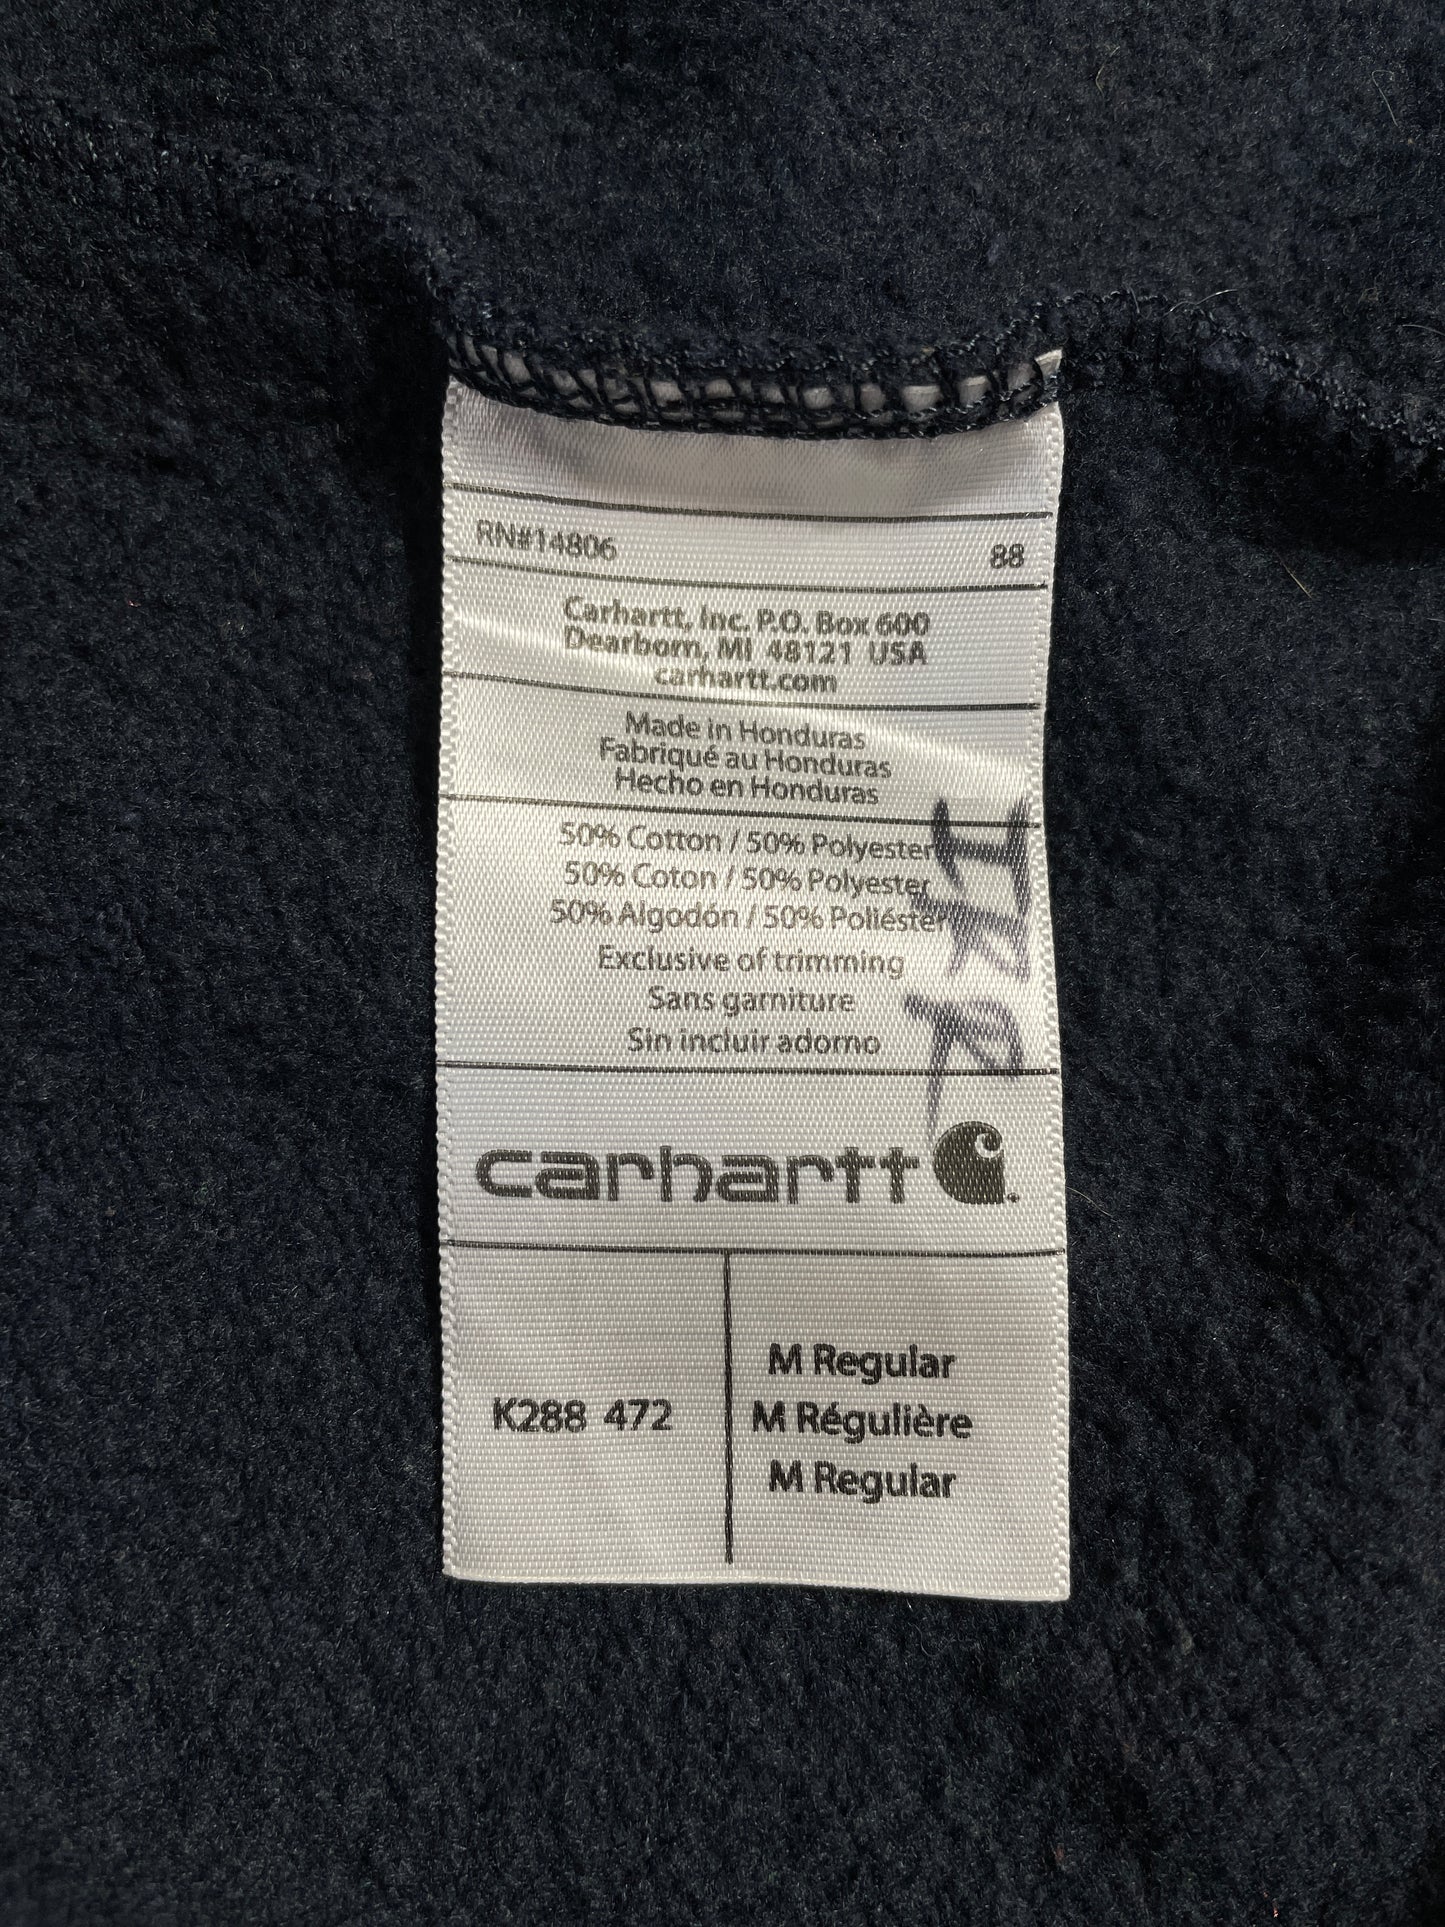 RN#14806 88
Carhartt, Inc. P.O. Box 600
Dearborn, MI 48121 USA
carhartt.com
Made in Honduras
Fabriqué au Honduras
Hecho en Honduras
50% Cotton / 50% Polyester
50% Coton / 50% Polyester
50% Algodón / 50% Poliéster
Exclusive of trimming
Sans garniture
Sin incluir adorno
carhartt
K288 472
M Regular
M Régulière
M Regular